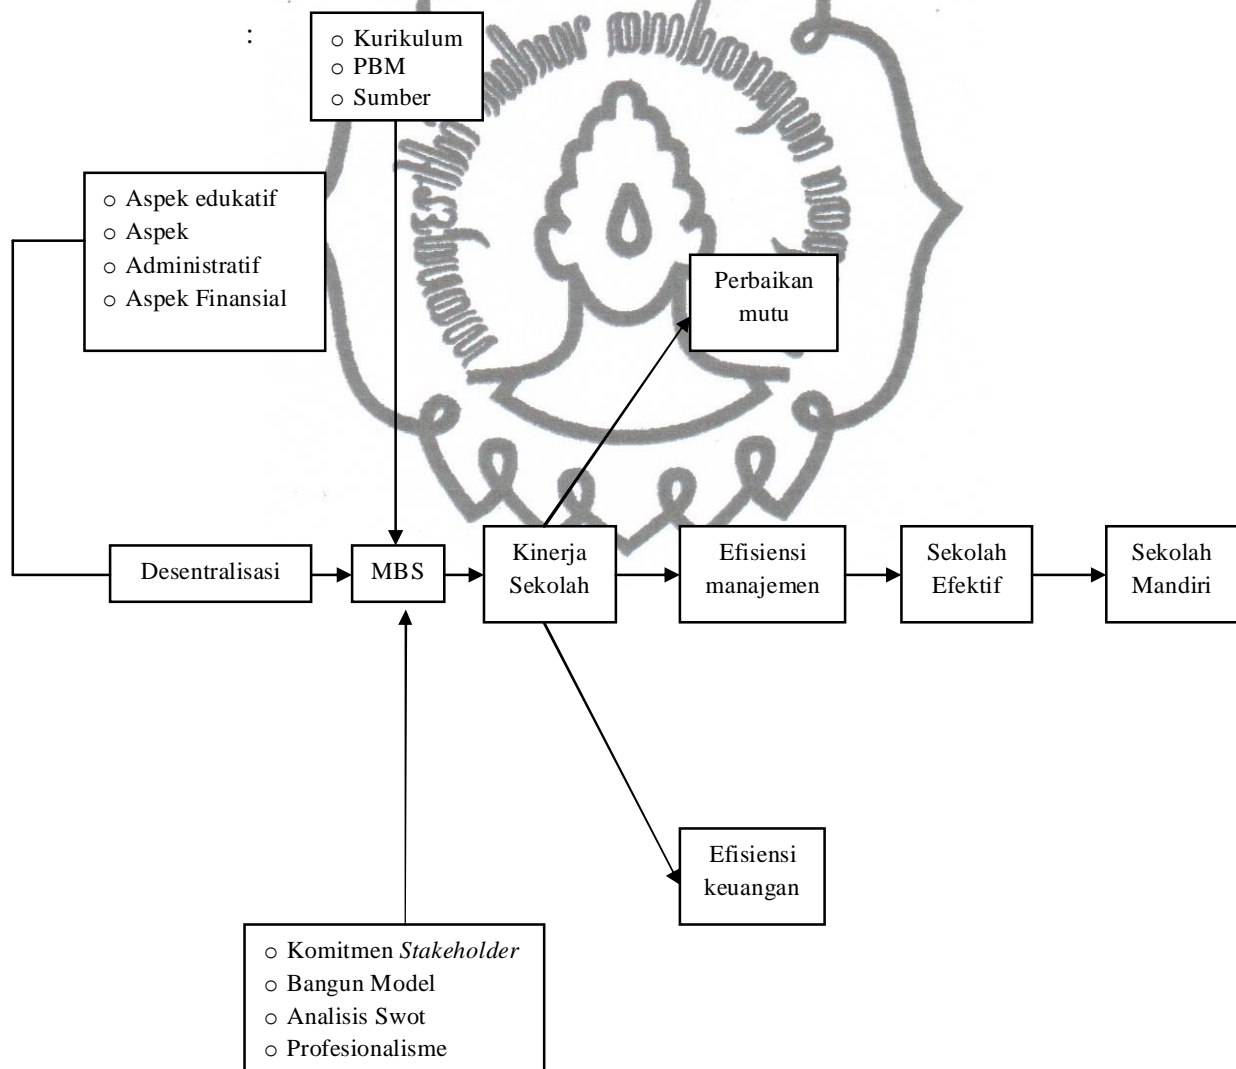 :
○ Kurikulum
○ PBM
○ Sumber
○ Aspek edukatif
○ Aspek
○ Administratif
○ Aspek Finansial
Perbaikan
mutu
Desentralisasi
MBS
Kinerja
Sekolah
Efisiensi
manajemen
Sekolah
Efektif
Sekolah
Mandiri
Efisiensi
keuangan
○ Komitmen Stakeholder
○ Bangun Model
○ Analisis Swot
○ Profesionalisme